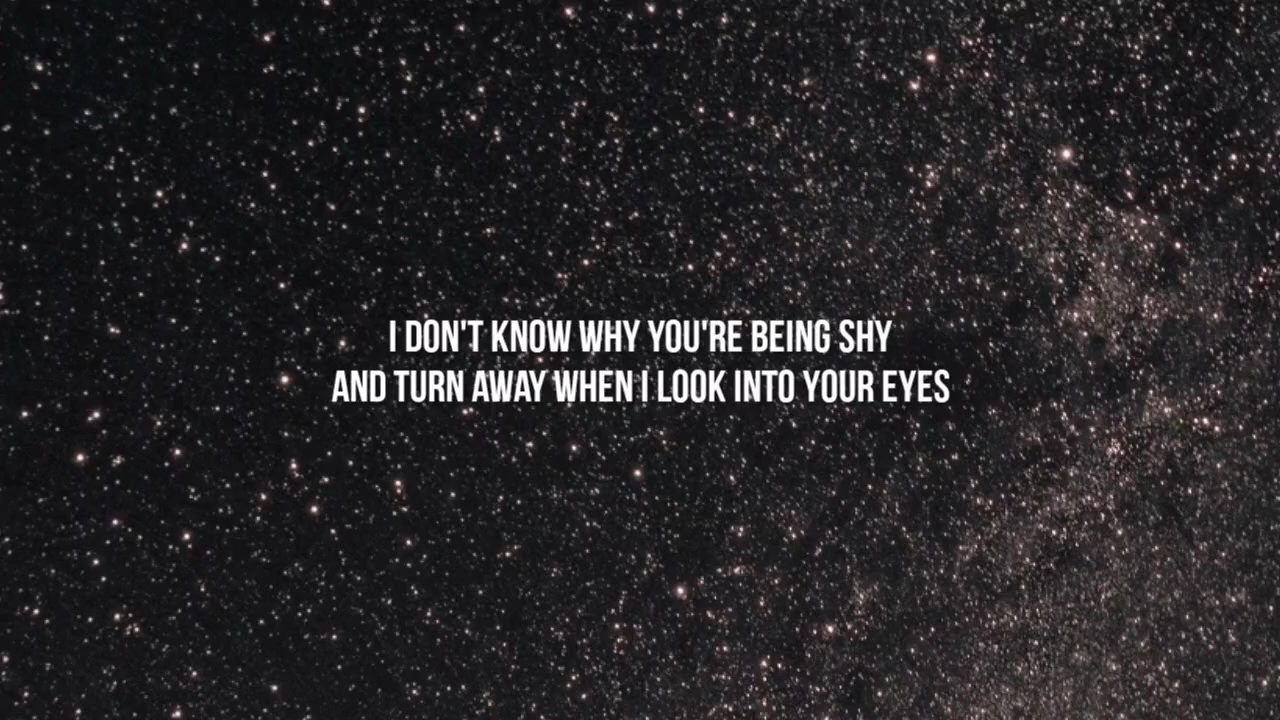 I DON'T KNOW WHY YOU'RE BEING SHY
AND TURN AWAY WHEN I LOOK INTO YOUR EYES